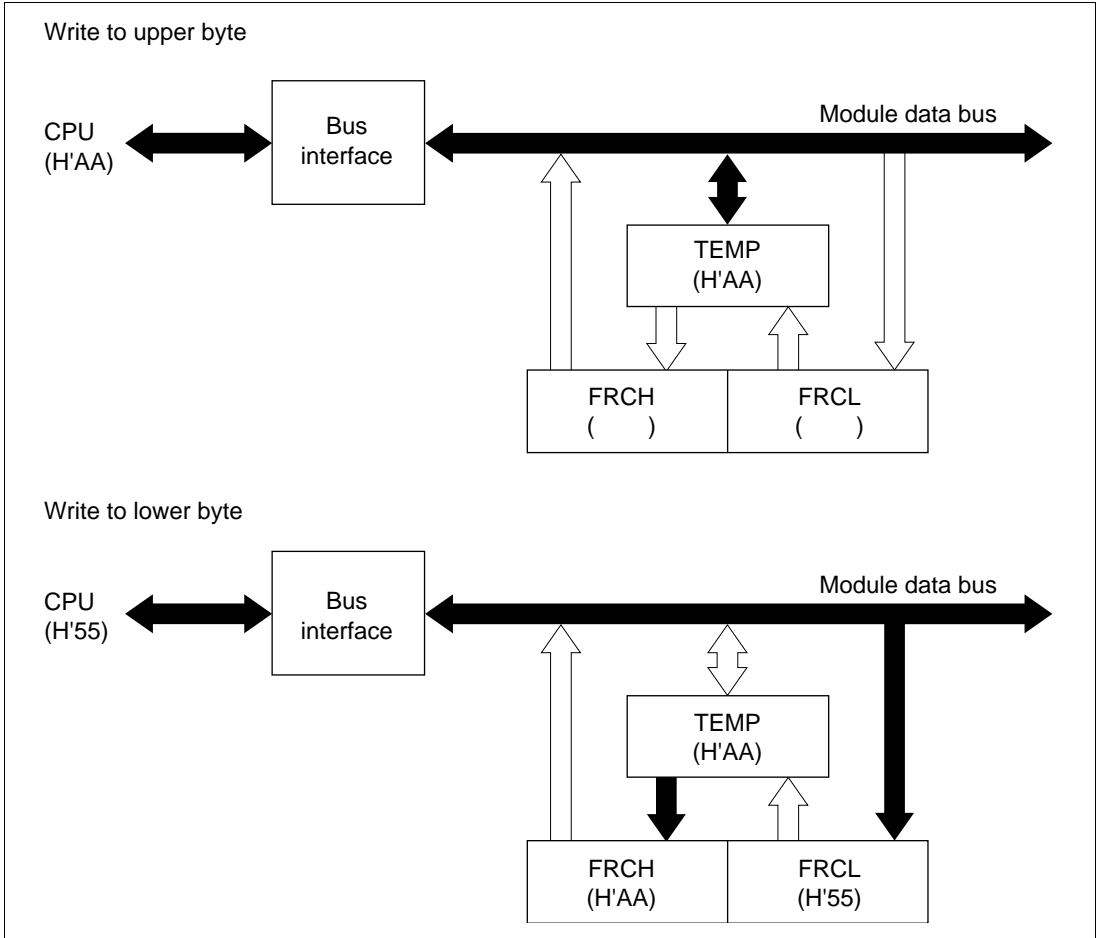 Write to upper byte
CPU
(H'AA)
Bus
interface
Module data bus
TEMP
(H'AA)
FRCH
( )
FRCL
( )
Write to lower byte
CPU
(H'55)
Bus
interface
Module data bus
TEMP
(H'AA)
FRCH
(H'AA)
FRCL
(H'55)